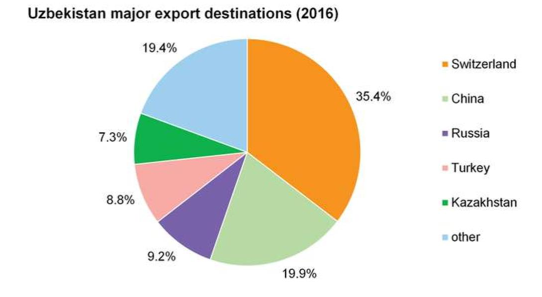 Uzbekistan major export destinations (2016)
19.4%
35.4%
7.3%
8.8%
9.2%
19.9%
Switzerland
China
Russia
Turkey
Kazakhstan
other